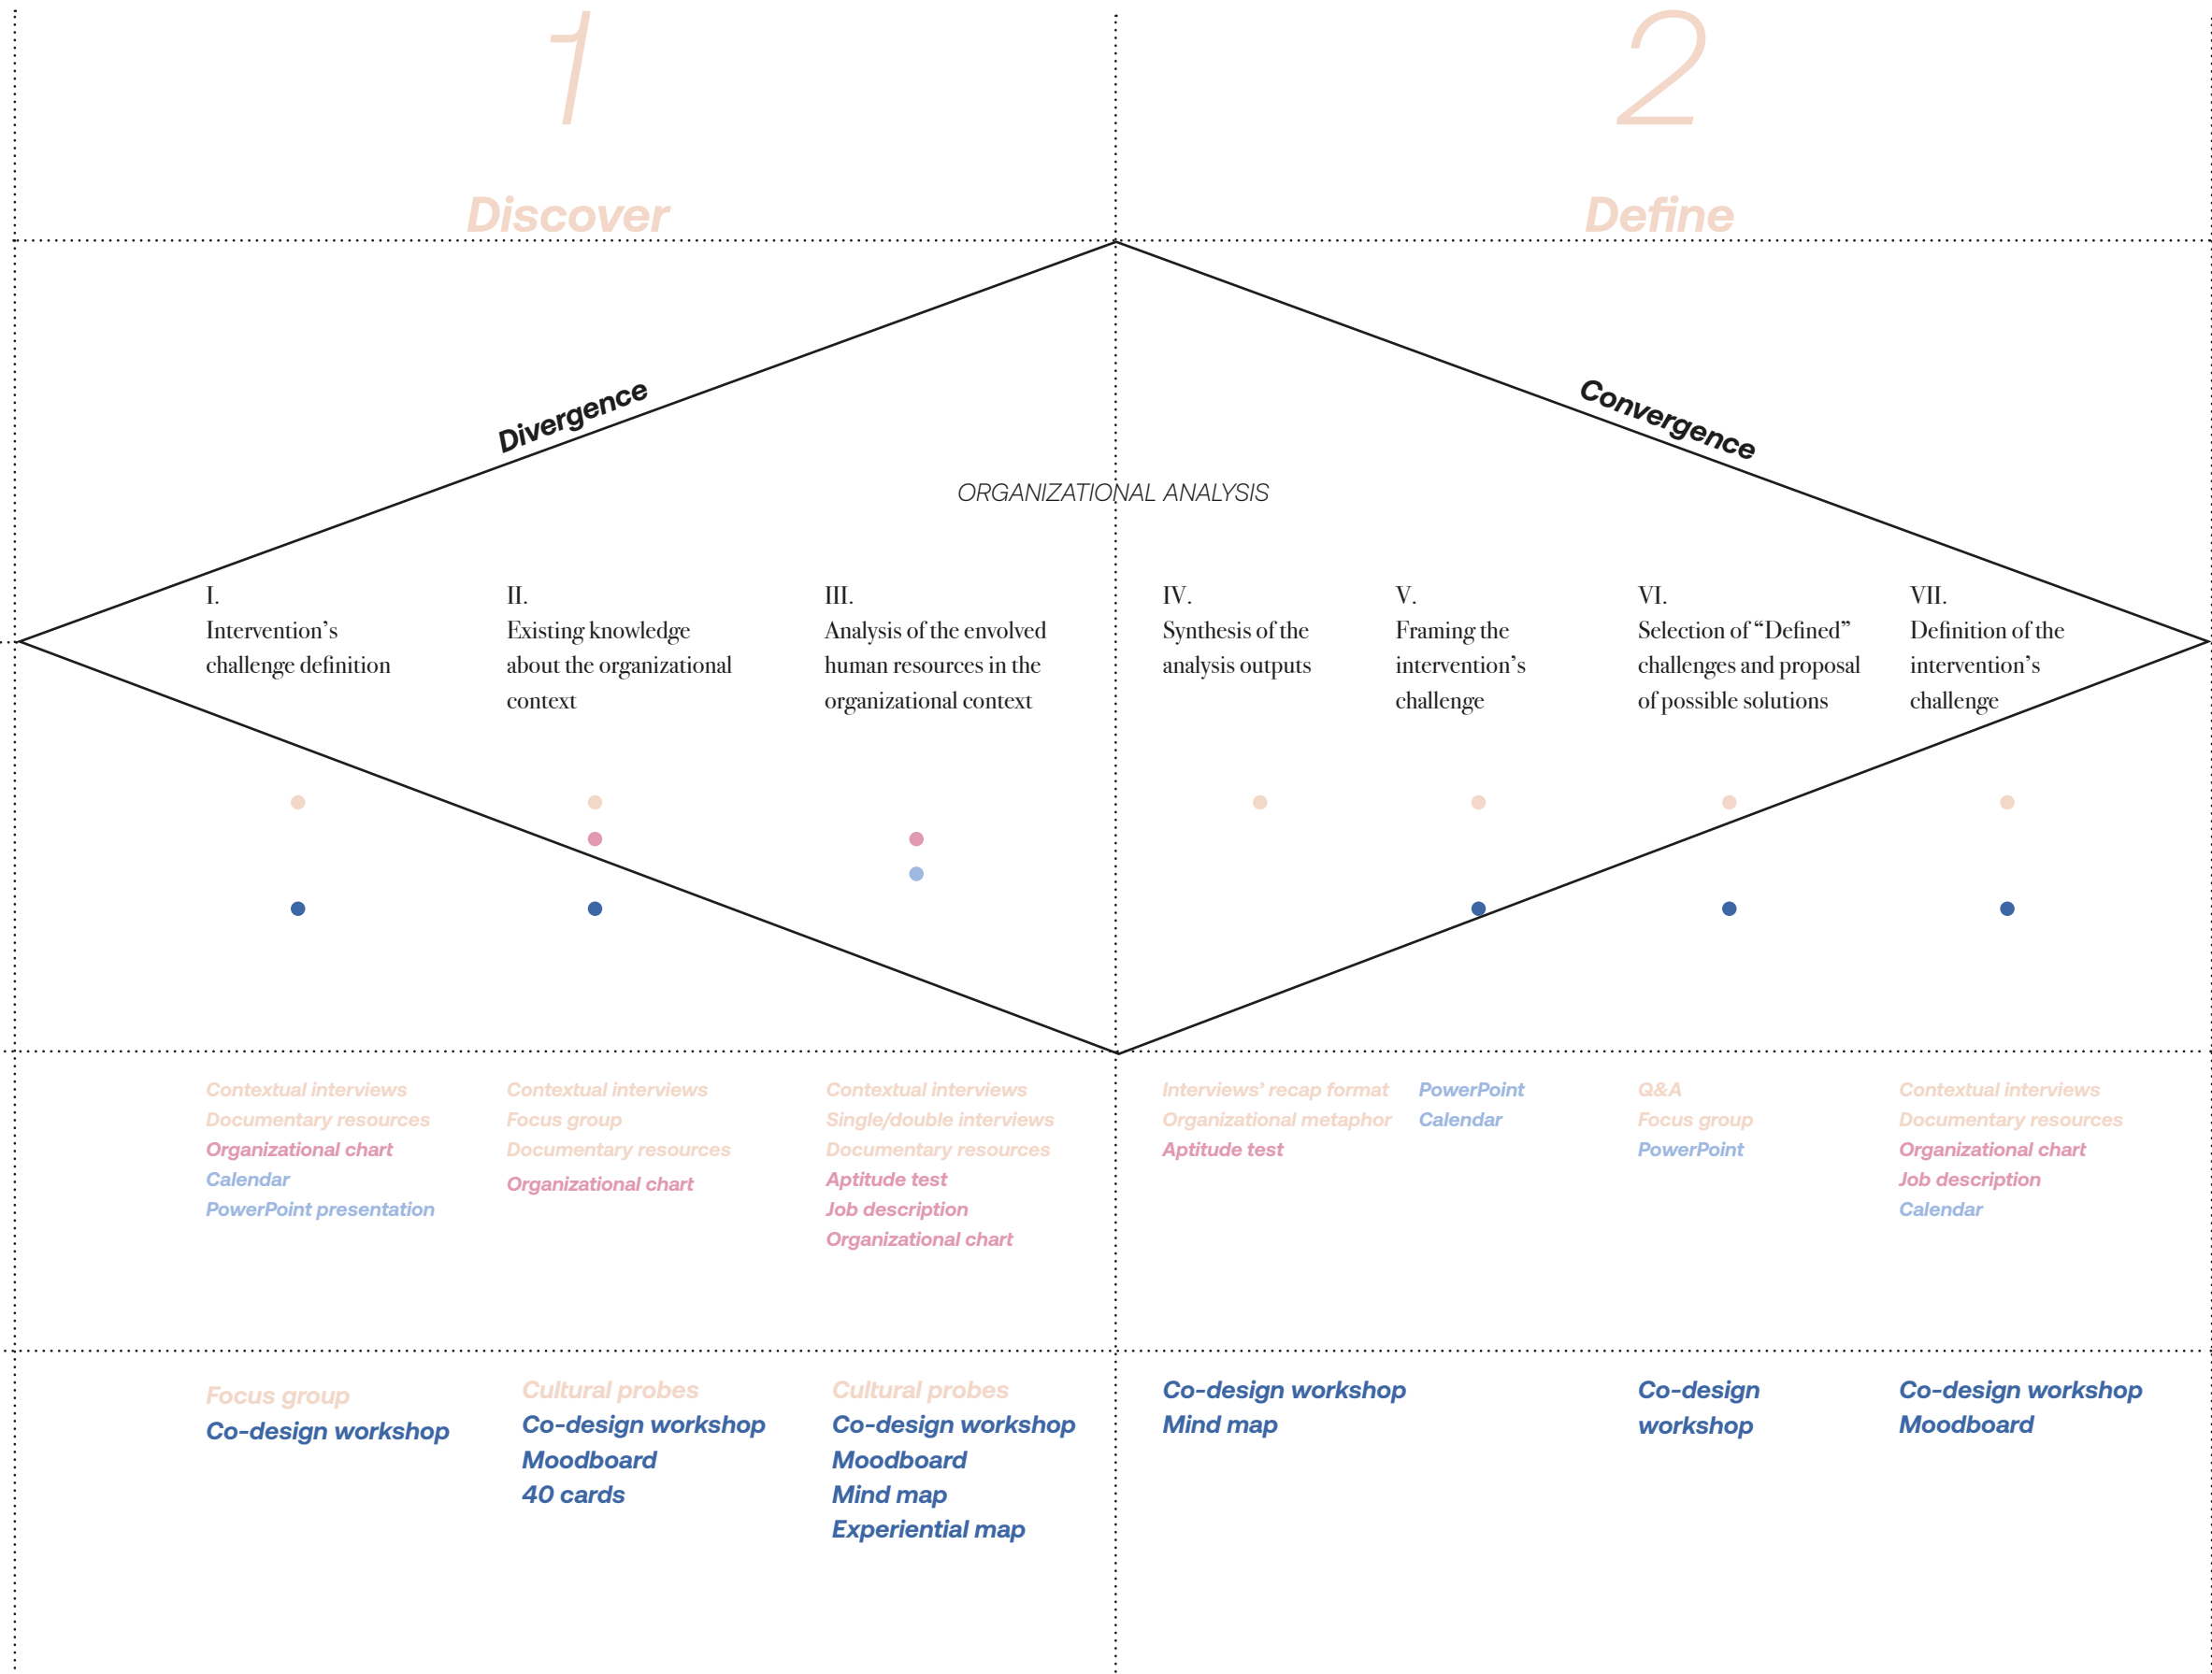 1
Discover
2
Define
Divergence
Convergence
ORGANIZATIONAL ANALYSIS
I.
Intervention’s
challenge definition
II.
Existing knowledge
about the organizational
context
III.
Analysis of the envolved
human resources in the
organizational context
IV.
Synthesis of the
analysis outputs
V.
Framing the
intervention’s
challenge
VI.
Selection of “Defined”
challenges and proposal
of possible solutions
VII.
Definition of the
intervention’s
challenge
Contextual interviews
Documentary resources
Organizational chart
Calendar
PowerPoint presentation
Contextual interviews
Focus group
Documentary resources
Organizational chart
Contextual interviews
Single/double interviews
Documentary resources
Aptitude test
Job description
Organizational chart
Interviews’ recap format
Organizational metaphor
Aptitude test
PowerPoint
Calendar
Q&A
Focus group
PowerPoint
Contextual interviews
Documentary resources
Organizational chart
Job description
Calendar
Focus group
Co-design workshop
Cultural probes
Co-design workshop
Moodboard
40 cards
Cultural probes
Co-design workshop
Moodboard
Mind map
Experiential map
Co-design workshop
Mind map
Co-design
workshop
Co-design workshop
Moodboard